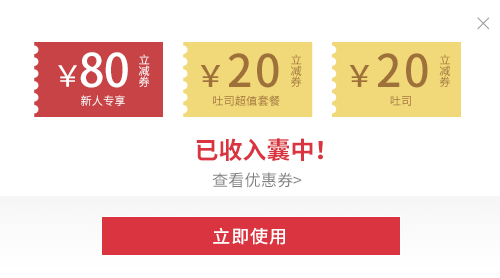 ¥80 立减券
新人专享
¥20 立减券
吐司超值套餐
¥20 立减券
吐司
已收入囊中!
查看优惠券>
立即使用